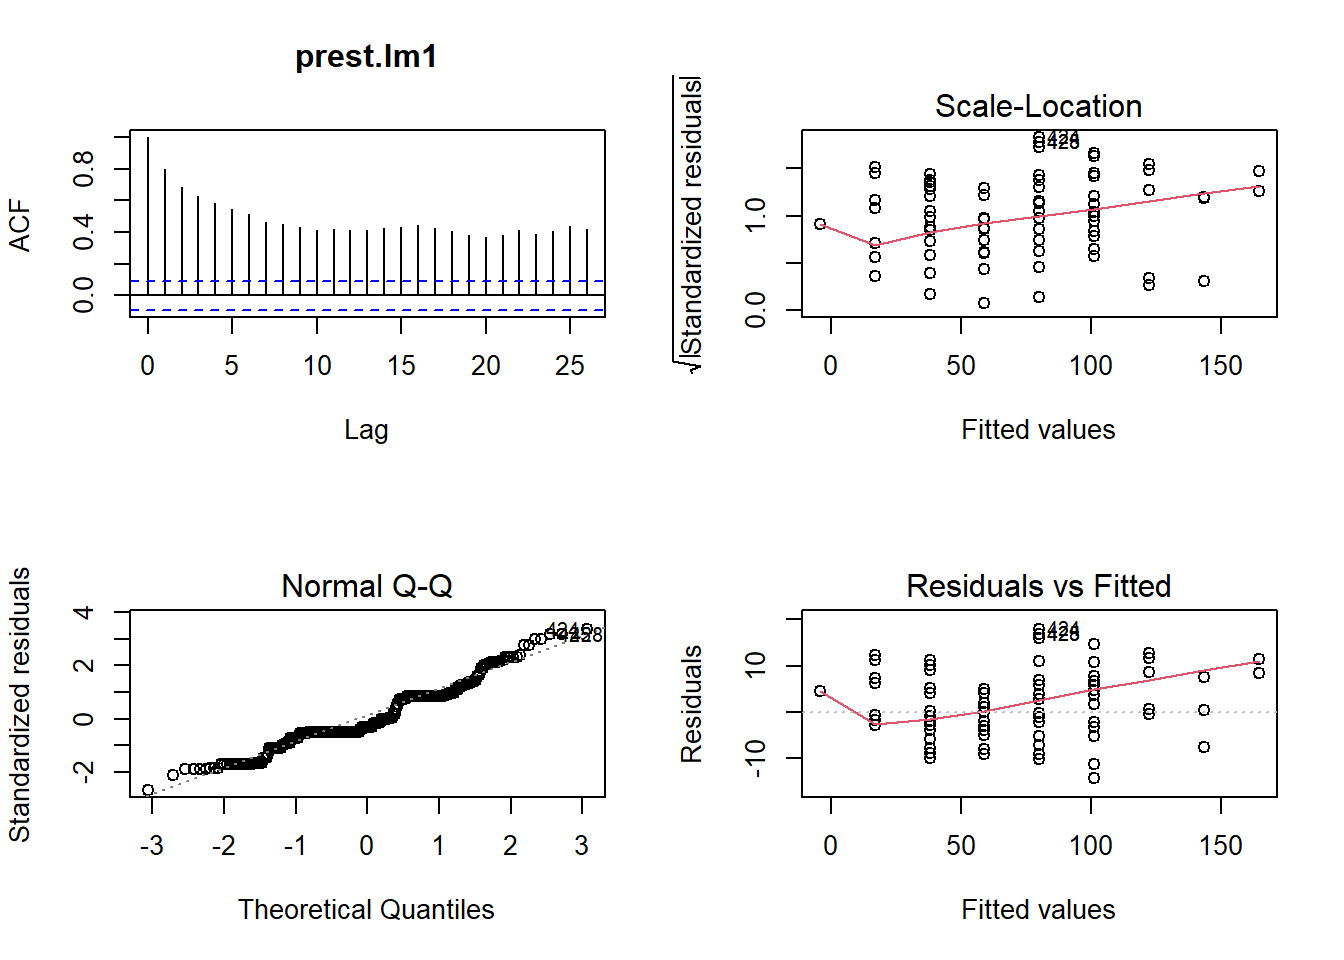 prest.lm1
ACF
0.0 0.4 0.8
0 5 10 15 20 25
Lag
Scale-Location
√|Standardized residuals|
0.0 1.0
424
0 50 100 150
Fitted values
Normal Q-Q
Standardized residuals
-2 0 2 4
424
-3 -2 -1 0 1 2 3
Theoretical Quantiles
Residuals vs Fitted
Residuals
-10 10
424
0 50 100 150
Fitted values